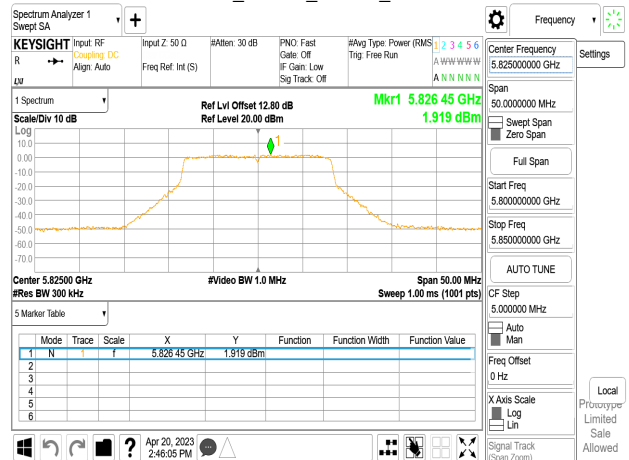 Spectrum Analyzer 1
Swept SA
Frequency
KEYSIGHT
R
LXI
Input: RF
Coupling: DC
Align: Auto
Input Z: 50 Ω
Freq Ref: Int (S)
#Atten: 30 dB
PNO: Fast
Gate: Off
IF Gain: Low
Sig Track: Off
#Avg Type: Power (RMS
Trig: Free Run
1 2 3 4 5 6
A W W W W W
A N N N N N
Center Frequency
5.825000000 GHz
Settings
Span
50.0000000 MHz
Swept Span
Zero Span
Full Span
Start Freq
5.800000000 GHz
Stop Freq
5.850000000 GHz
AUTO TUNE
CF Step
5.000000 MHz
Auto
Man
Freq Offset
0 Hz
X Axis Scale
Log
Lin
Signal Track
(Span Zoom)
Local
Prototype
Limited
Sale
Allowed
1 Spectrum
Scale/Div 10 dB
Ref Lvl Offset 12.80 dB
Ref Level 20.00 dBm
Mkr1 5.826 45 GHz
1.919 dBm
Log
10.0
0.00
-10.0
-20.0
-30.0
-40.0
-50.0
-60.0
-70.0
1
Center 5.82500 GHz
#Video BW 1.0 MHz
Span 50.00 MHz
#Res BW 300 kHz
Sweep 1.00 ms (1001 pts)
5 Marker Table
Mode Trace Scale X Y Function Function Width Function Value
1 N 1 f 5.826 45 GHz 1.919 dBm
2
3
4
5
6
?
Apr 20, 2023
2:46:05 PM